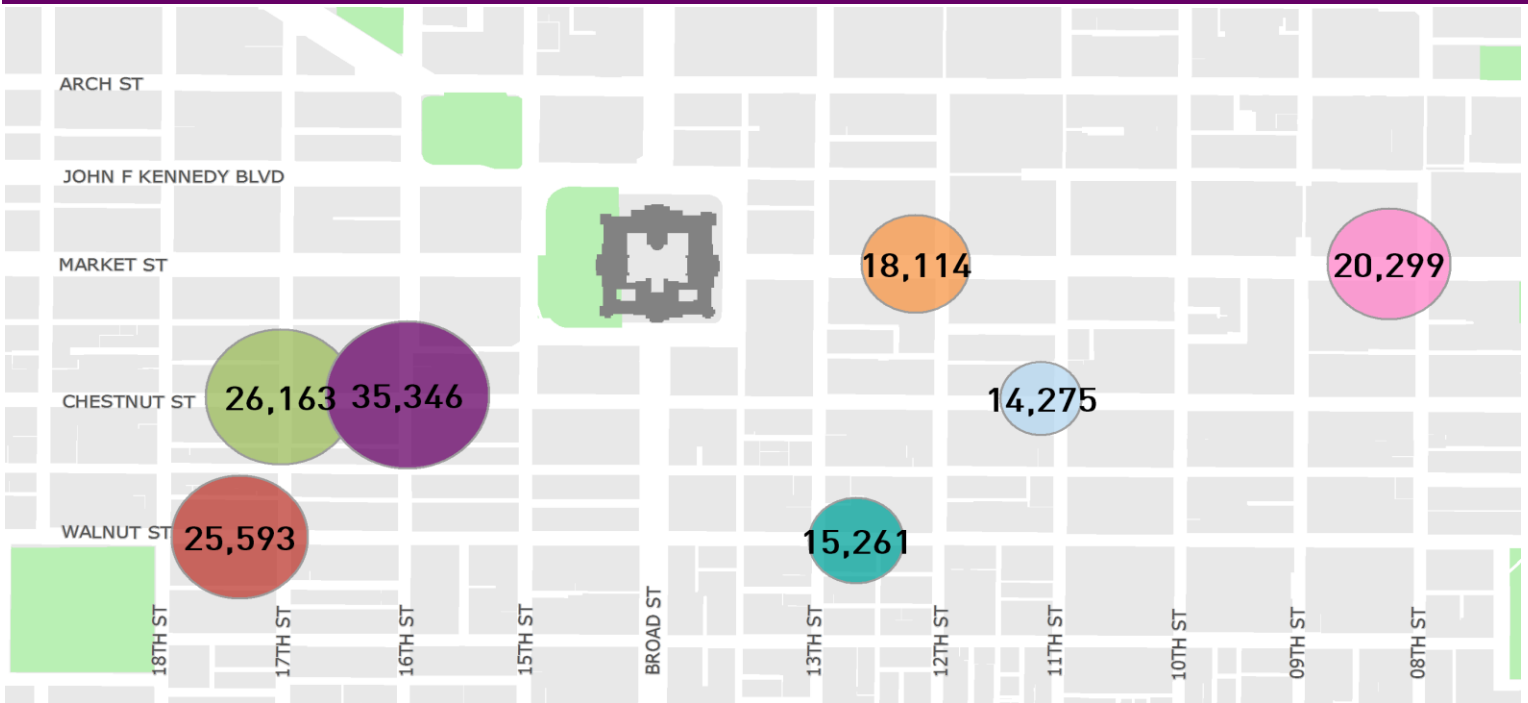 ARCH ST
JOHN F KENNEDY BLVD
MARKET ST
18,114
20,299
CHESTNUT ST
26,163
35,346
14,275
WALNUT ST
25,593
15,261
18TH ST
17TH ST
16TH ST
15TH ST
BROAD ST
13TH ST
12TH ST
11TH ST
10TH ST
09TH ST
08TH ST